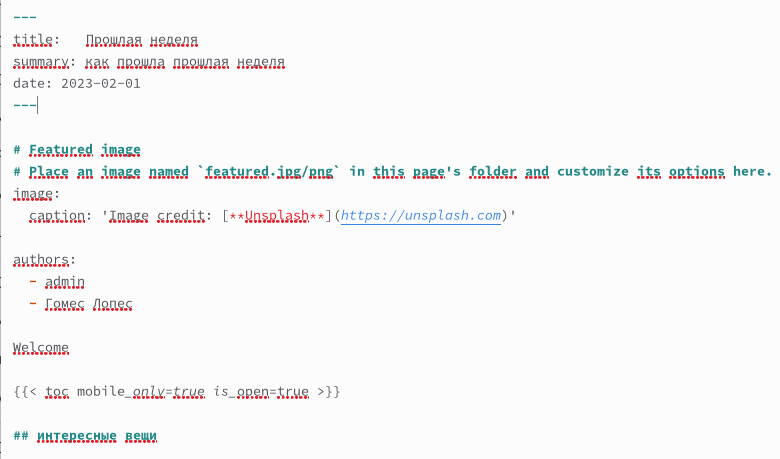 ---
title:   Прошлая неделя
summary: как прошла прошлая неделя
date: 2023-02-01
---
# Featured image
# Place an image named `featured.jpg/png` in this page's folder and customize its options here.
image:
  caption: 'Image credit: [**Unsplash**](https://unsplash.com)'
authors:
  - admin
  - Гомес Лопес
Welcome
{{< toc mobile_only=true is_open=true >}}
## интересные вещи